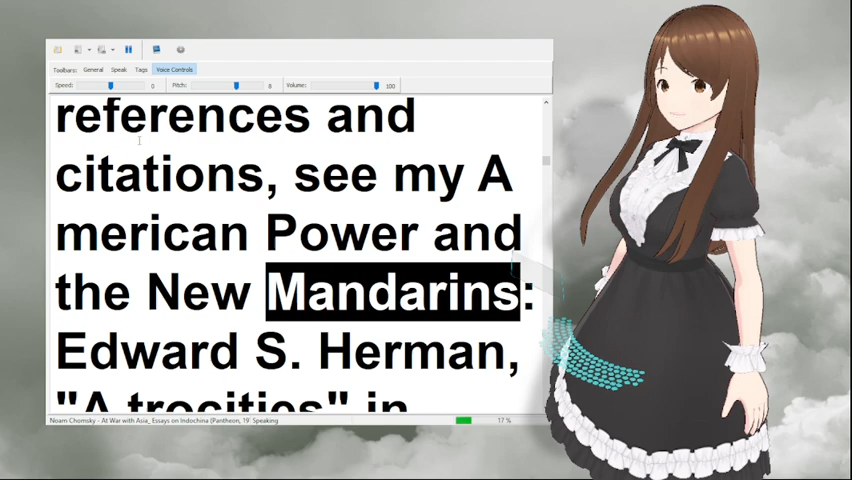 Toolbars: General Speak Tags Voice Controls
Speed: 0 Pitch: 8 Volume: 100
references and
citations, see my A
merican Power and
the New Mandarins:
Edward S. Herman,
"A trocities" in
Noam Chomsky - At War with Asia_ Essays on Indochina (Pantheon, 19 Speaking 17 %